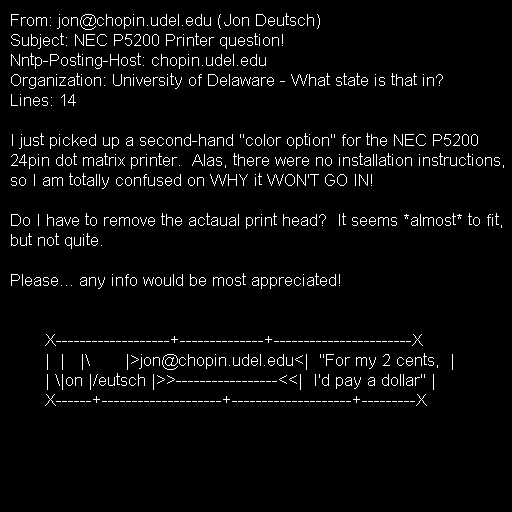 From: jon@chopin.udel.edu (Jon Deutsch)
Subject: NEC P5200 Printer question!
Nntp-Posting-Host: chopin.udel.edu
Organization: University of Delaware - What state is that in?
Lines: 14

I just picked up a second-hand "color option" for the NEC P5200
24pin dot matrix printer.  Alas, there were no installation instructions,
so I am totally confused on WHY it WON'T GO IN!

Do I have to remove the actaual print head?  It seems *almost* to fit,
but not quite.

Please... any info would be most appreciated!

X-------------------+--------------+-----------------------X
|  |   |\       |>jon@chopin.udel.edu<|  "For my 2 cents,  |
| \|on |/eutsch |>>-----------------<<|  I'd pay a dollar" |
X------+--------------------+--------------------+---------X